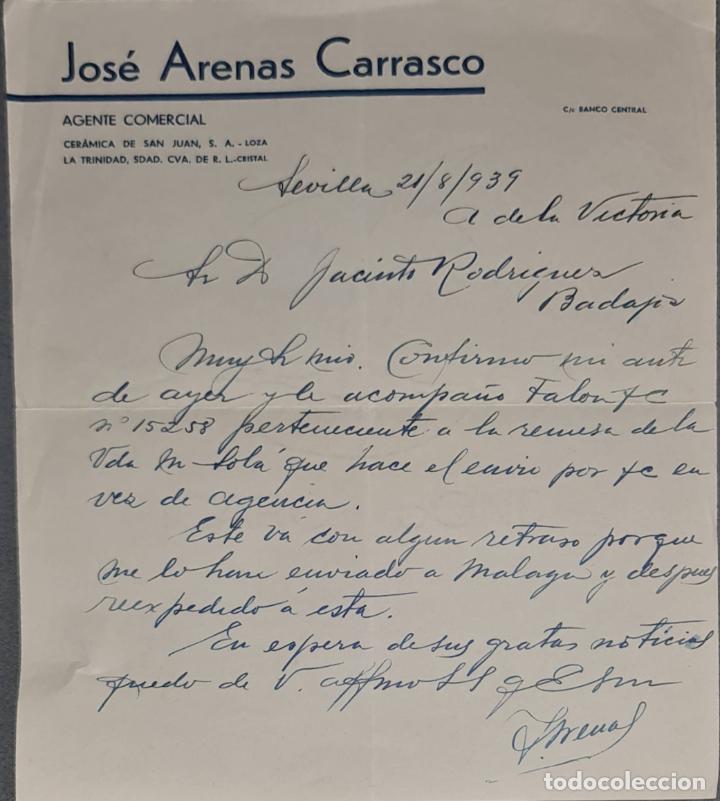 José Arenas Carrasco
AGENTE COMERCIAL
C/c BANCO CENTRAL
CERÁMICA DE SAN JUAN, S. A. - LOZA
LA TRINIDAD, SDAD. CVA. DE R. L.-CRISTAL
Sevilla 21/8/939
A de la Victoria
Sr D Jacinto Rodriguez
Badajoz
Muy Sr mio. Confirmo mi ante
de ayer y le acompaño Talon fc
nº 15258 perteneciente a la remesa de la
Vda M. Solá que hace el envio por fc en
vez de agencia.
Este vá con algun retraso porque
me lo han enviado a Malaga y despues
reexpedido á esta.
En espera de sus gratas noticias
quedo de V. affmo SS q E s m
J. Arenas
todocoleccion.net